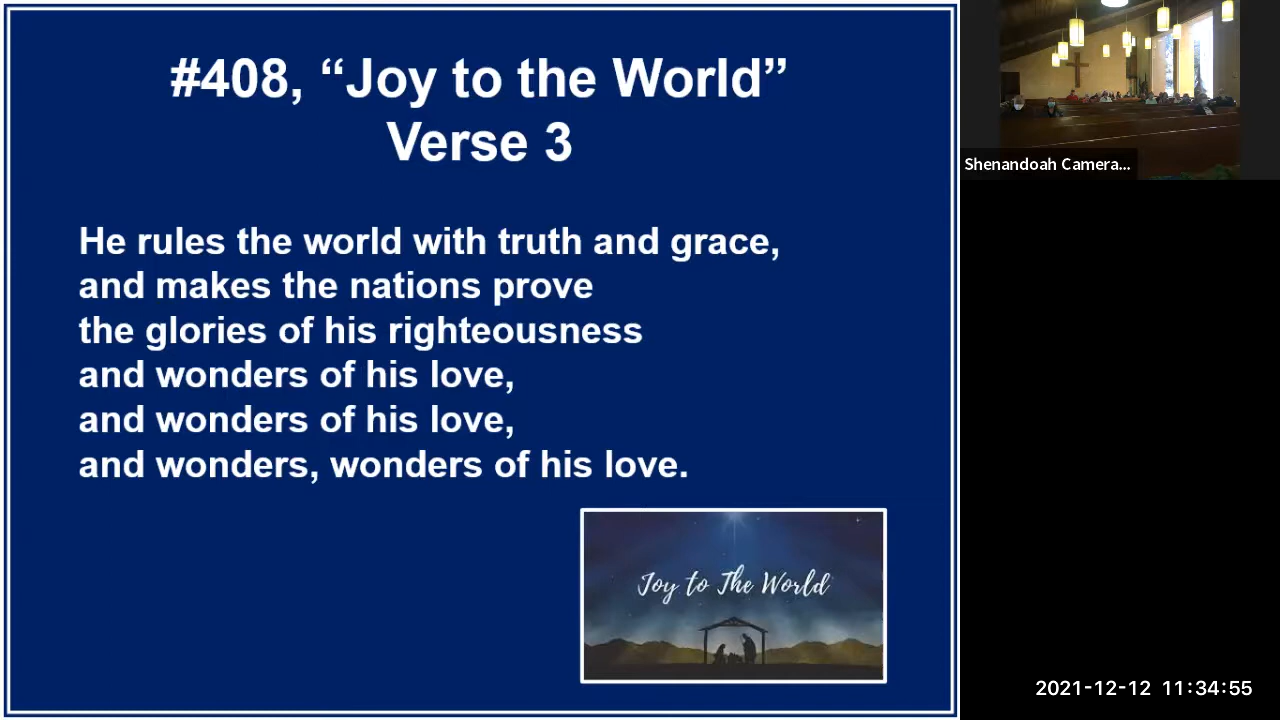 #408, “Joy to the World”
Verse 3
He rules the world with truth and grace,
and makes the nations prove
the glories of his righteousness
and wonders of his love,
and wonders of his love,
and wonders, wonders of his love.
Joy to The World
Shenandoah Camera...
2021-12-12 11:34:55